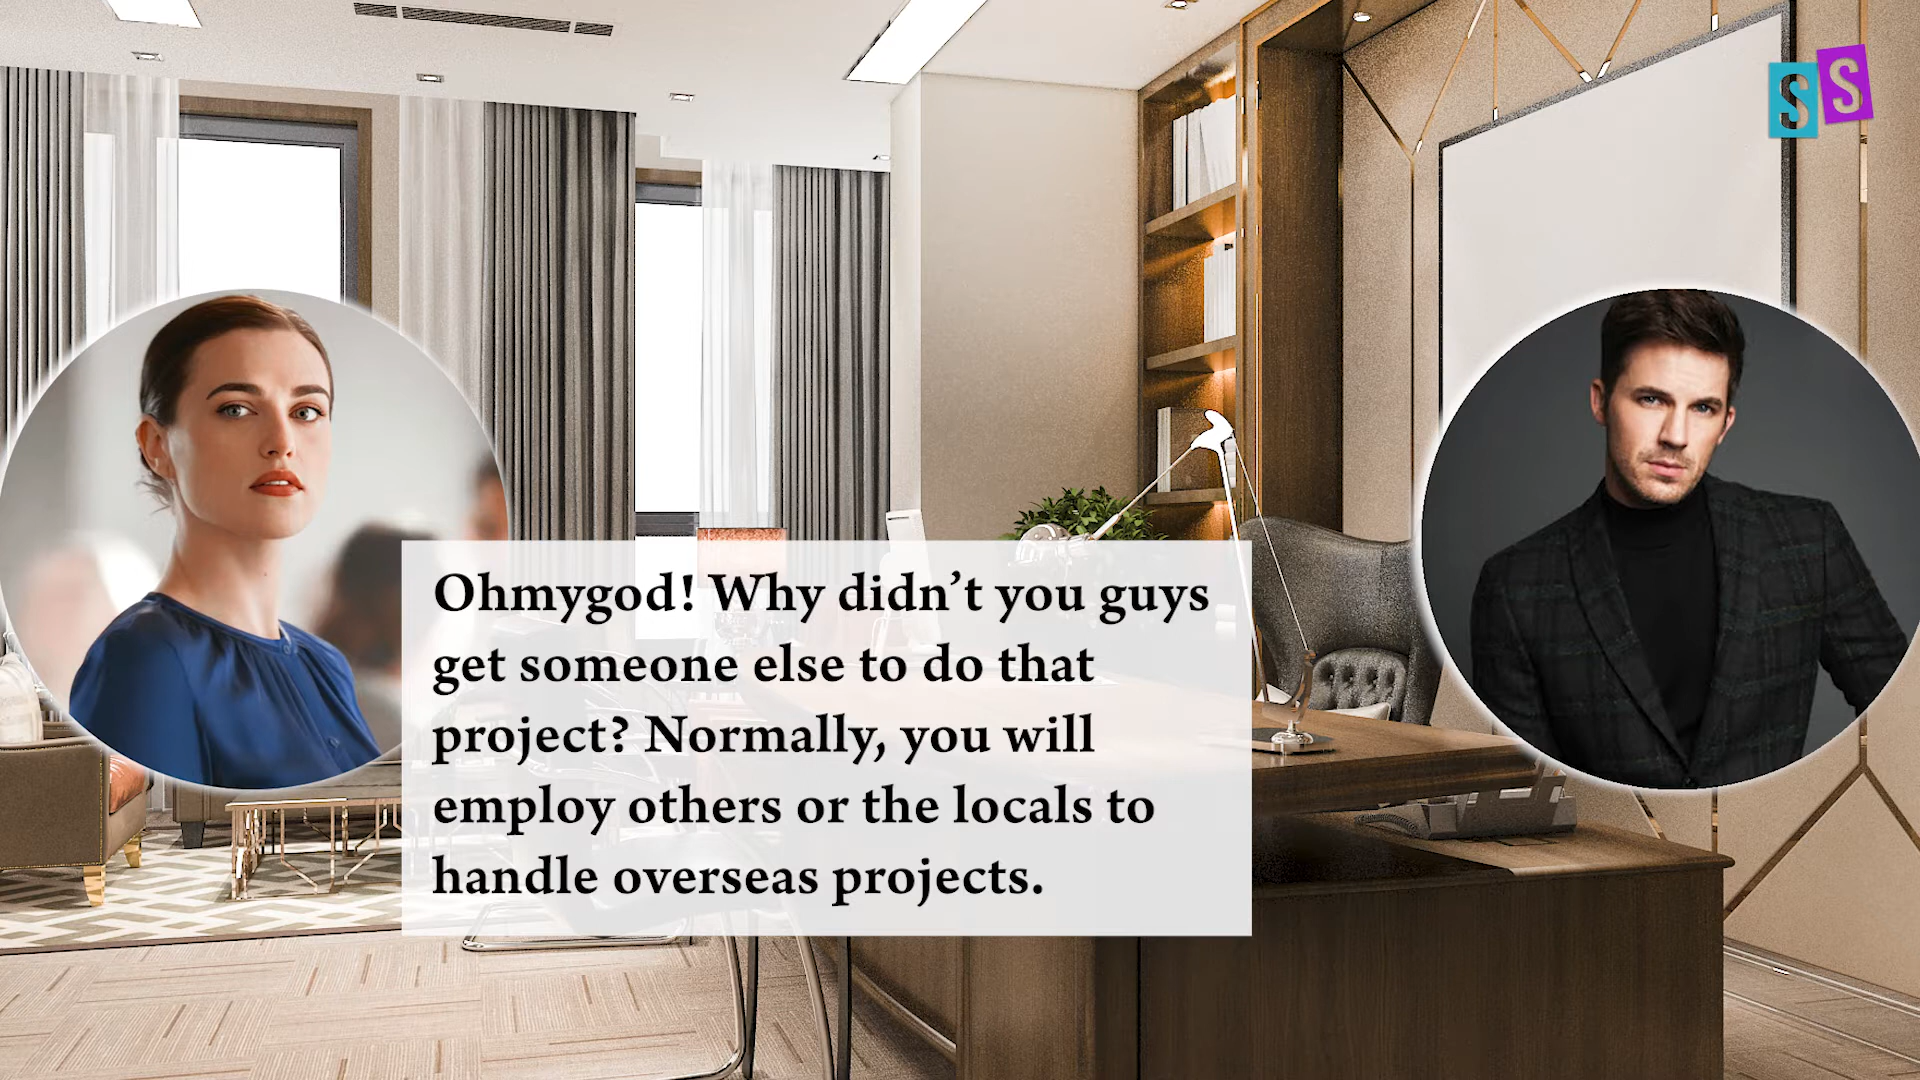 SS
Ohmygod! Why didn’t you guys
get someone else to do that
project? Normally, you will
employ others or the locals to
handle overseas projects.